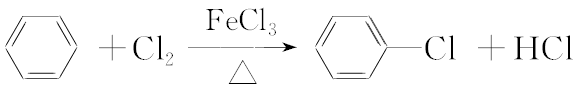 +Cl₂ FeCl₃ △ —Cl +HCl